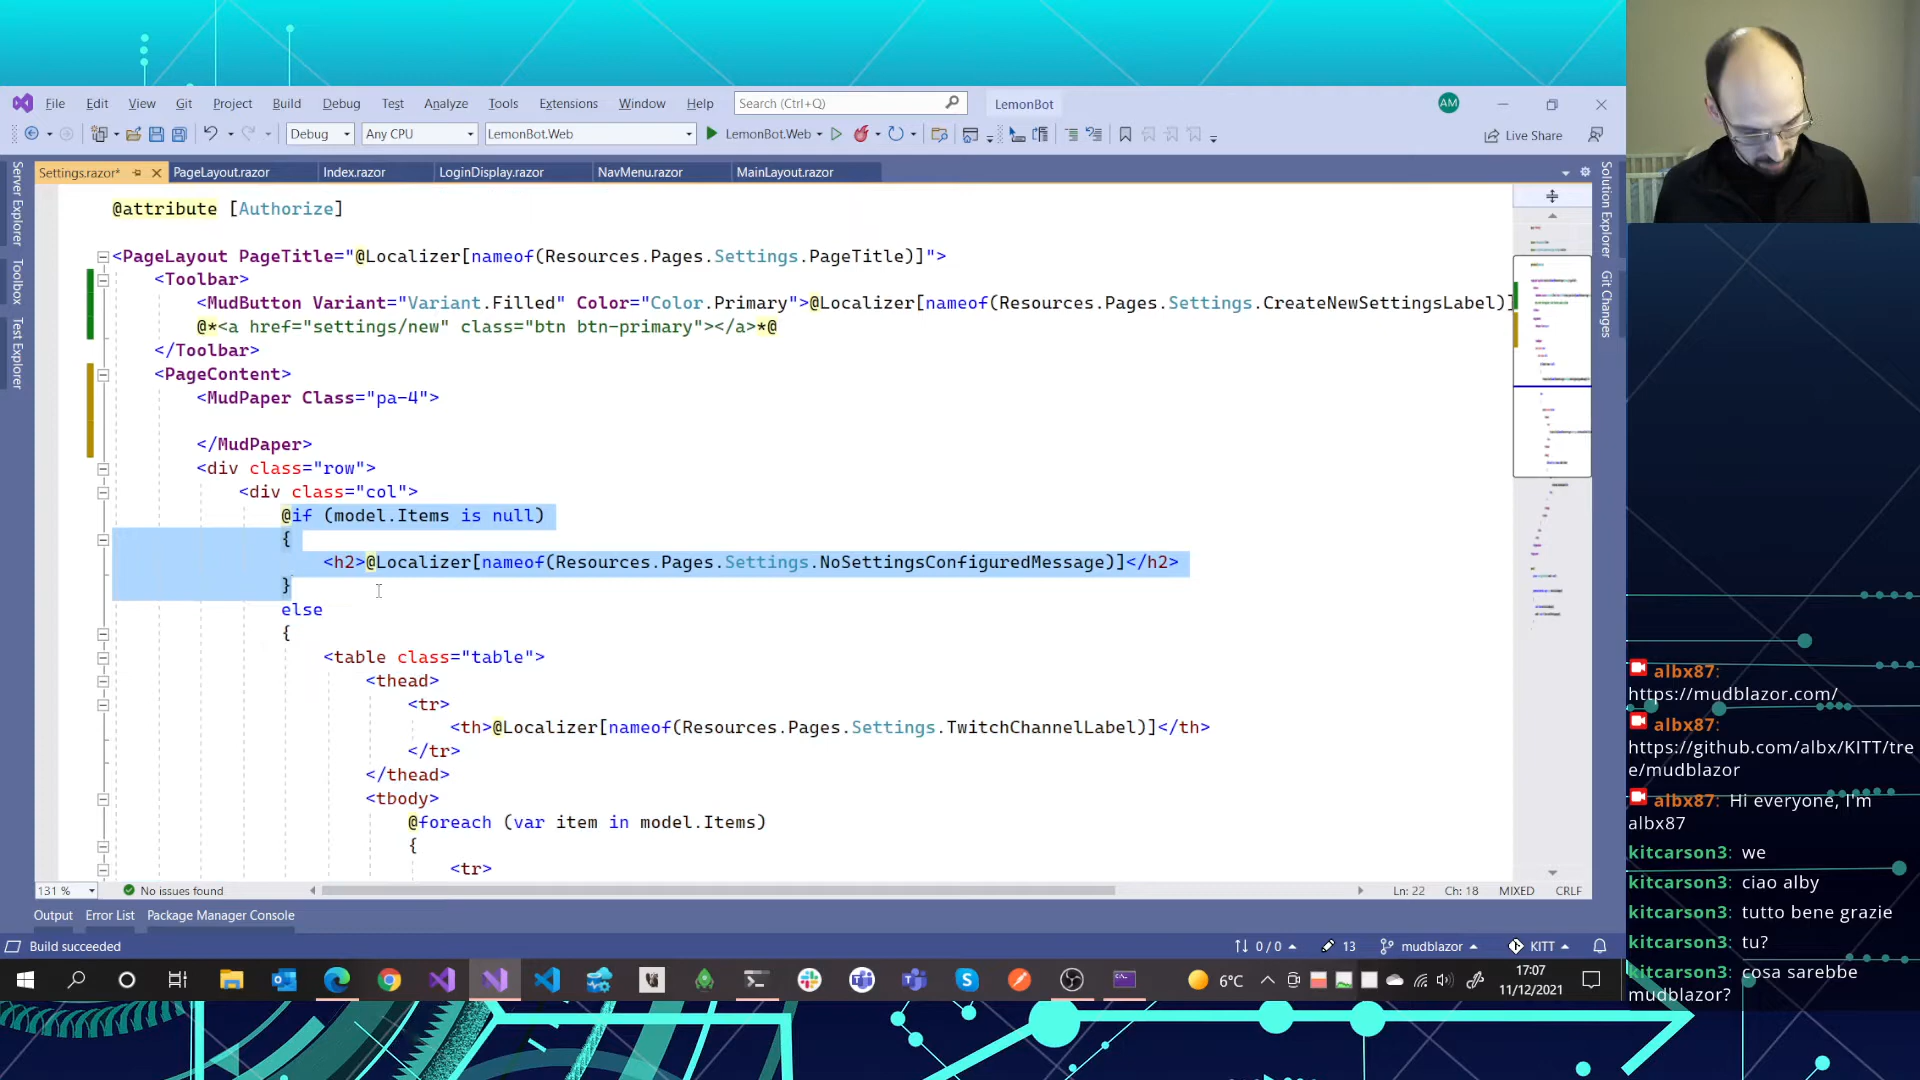 File Edit View Git Project Build Debug Test Analyze Tools Extensions Window Help Search (Ctrl+Q) LemonBot AM
Debug Any CPU LemonBot.Web LemonBot.Web Live Share
Server Explorer
Toolbox
Test Explorer
Settings.razor* PageLayout.razor Index.razor LoginDisplay.razor NavMenu.razor MainLayout.razor
Solution Explorer
Git Changes
@attribute [Authorize]
<PageLayout PageTitle="@Localizer[nameof(Resources.Pages.Settings.PageTitle)]">
<Toolbar>
<MudButton Variant="Variant.Filled" Color="Color.Primary">@Localizer[nameof(Resources.Pages.Settings.CreateNewSettingsLabel)]
@*<a href="settings/new" class="btn btn-primary"></a>*@
</Toolbar>
<PageContent>
<MudPaper Class="pa-4">
</MudPaper>
<div class="row">
<div class="col">
@if (model.Items is null)
{
<h2>@Localizer[nameof(Resources.Pages.Settings.NoSettingsConfiguredMessage)]</h2>
}
else
{
<table class="table">
<thead>
<tr>
<th>@Localizer[nameof(Resources.Pages.Settings.TwitchChannelLabel)]</th>
</tr>
</thead>
<tbody>
@foreach (var item in model.Items)
{
<tr>
131 % No issues found Ln: 22 Ch: 18 MIXED CRLF
Output Error List Package Manager Console
Build succeeded 0 / 0 13 mudblazor KITT
6°C 17:07
11/12/2021
albx87:
https://mudblazor.com/
albx87:
https://github.com/albx/KITT/tre
e/mudblazor
albx87: Hi everyone, I'm
albx87
kitcarson3: we
kitcarson3: ciao alby
kitcarson3: tutto bene grazie
kitcarson3: tu?
kitcarson3: cosa sarebbe
mudblazor?